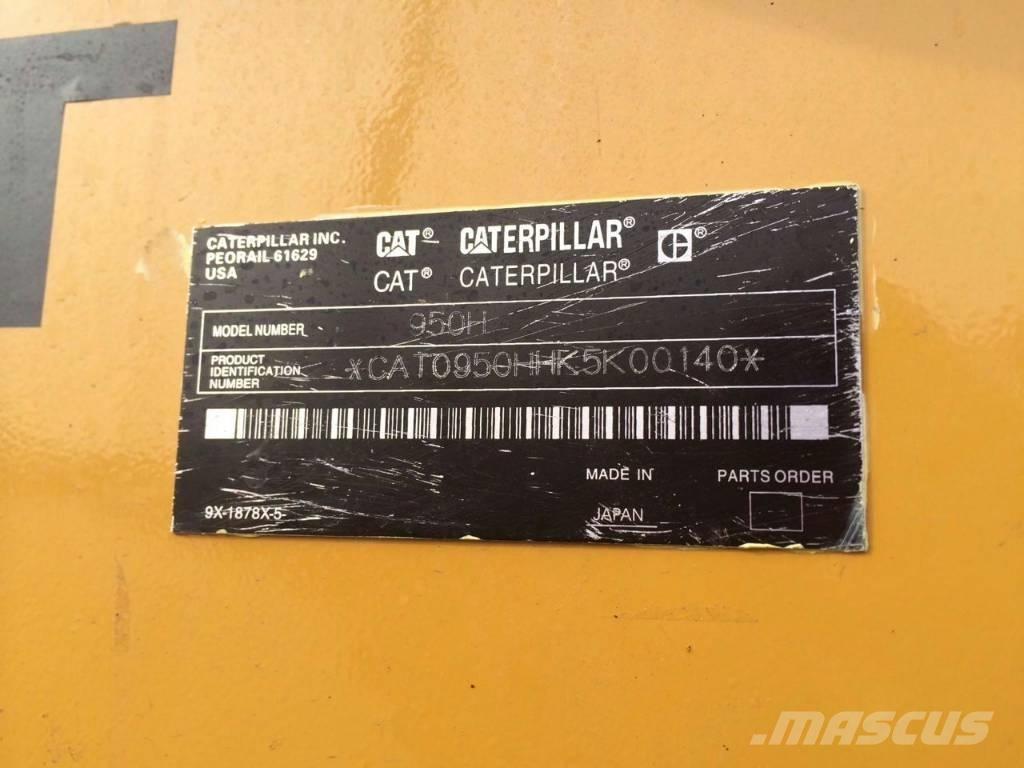 CATERPILLAR INC.
PEORAIL 61629
USA
CAT® CATERPILLAR®
CAT® CATERPILLAR®
MODEL NUMBER 950H
PRODUCT
IDENTIFICATION
NUMBER
*CAT0950HHK5K00140*
MADE IN
JAPAN
PARTS ORDER
9X-1878X-5
MASCUS